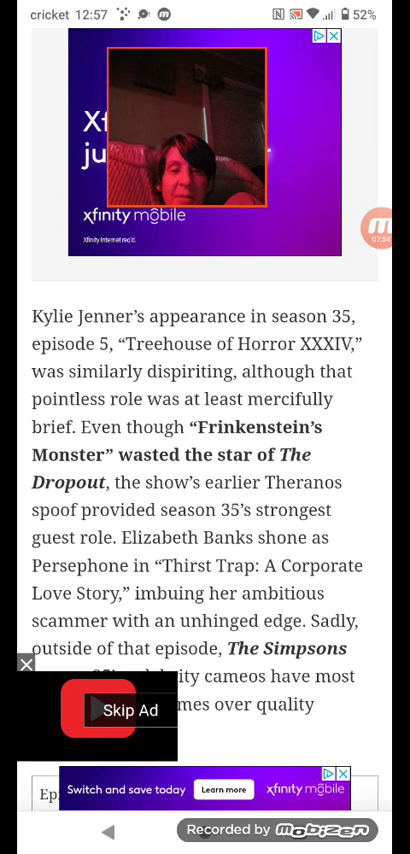 cricket 12:57
52%
Xf
ju r
xfinity mobile
Xfinity Internet req'd.
07:54
Kylie Jenner’s appearance in season 35,
episode 5, “Treehouse of Horror XXXIV,”
was similarly dispiriting, although that
pointless role was at least mercifully
brief. Even though “Frinkenstein’s
Monster” wasted the star of The
Dropout, the show’s earlier Theranos
spoof provided season 35’s strongest
guest role. Elizabeth Banks shone as
Persephone in “Thirst Trap: A Corporate
Love Story,” imbuing her ambitious
scammer with an unhinged edge. Sadly,
outside of that episode, The Simpsons
ity cameos have most
Skip Ad
mes over quality
Switch and save today Learn more xfinity mobile
Ep
Recorded by mobizen